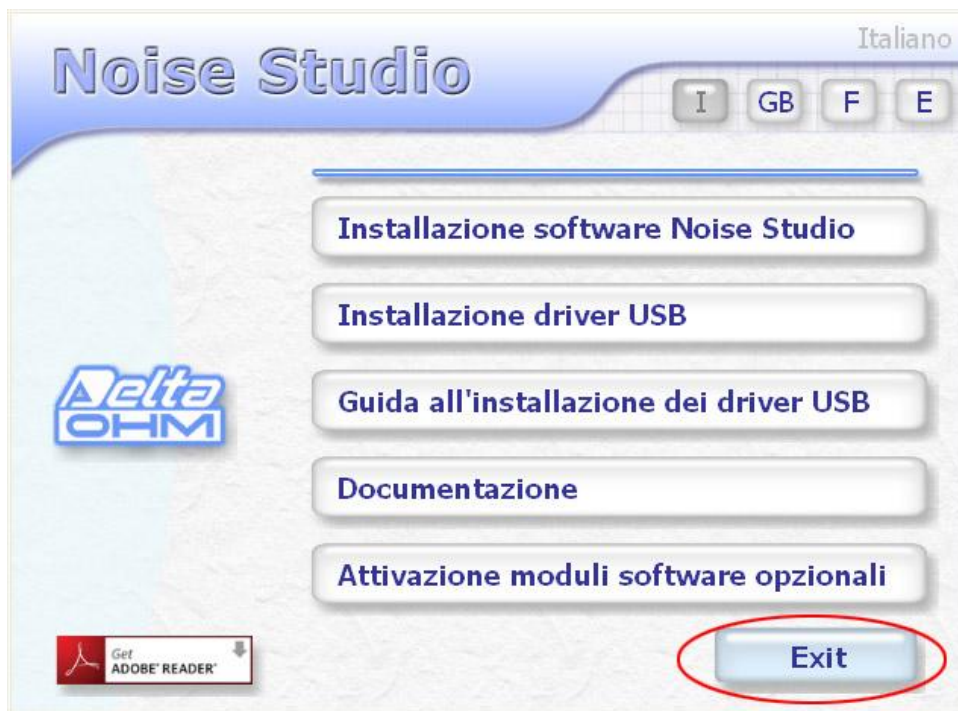 Italiano
Noise Studio
I GB F E
Installazione software Noise Studio
Installazione driver USB
Guida all'installazione dei driver USB
Delta
OHM
Documentazione
Attivazione moduli software opzionali
Get
ADOBE® READER®
Exit